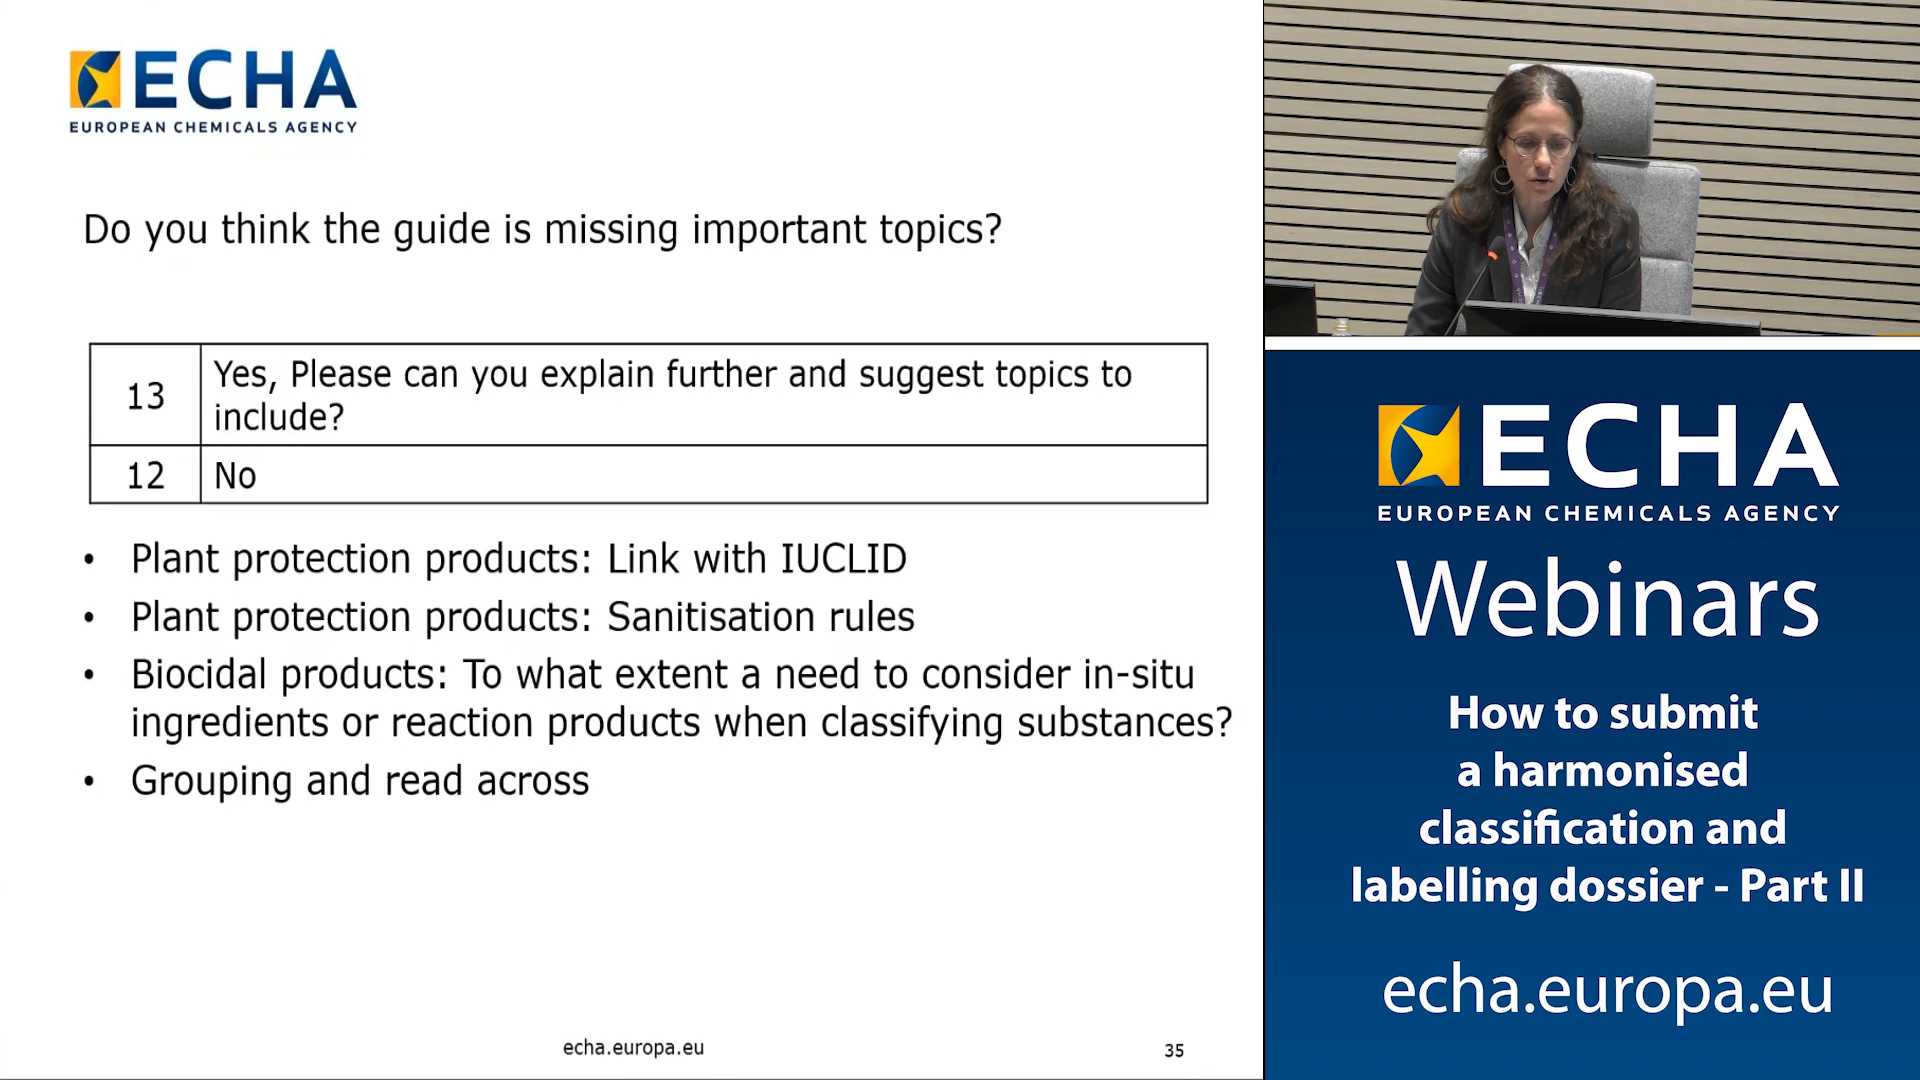 ECHA
EUROPEAN CHEMICALS AGENCY
Do you think the guide is missing important topics?
13
Yes, Please can you explain further and suggest topics to
include?
12
No
• Plant protection products: Link with IUCLID
• Plant protection products: Sanitisation rules
• Biocidal products: To what extent a need to consider in-situ
ingredients or reaction products when classifying substances?
• Grouping and read across
echa.europa.eu
35
ECHA
EUROPEAN CHEMICALS AGENCY
Webinars
How to submit
a harmonised
classification and
labelling dossier - Part II
echa.europa.eu